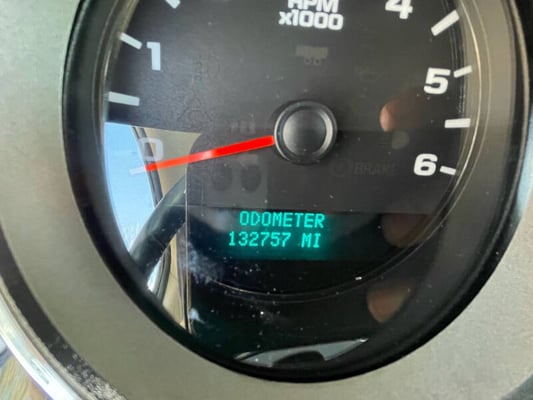 RPM
x1000
4
1
5
0
6
BRAKE
ODOMETER
132757 MI